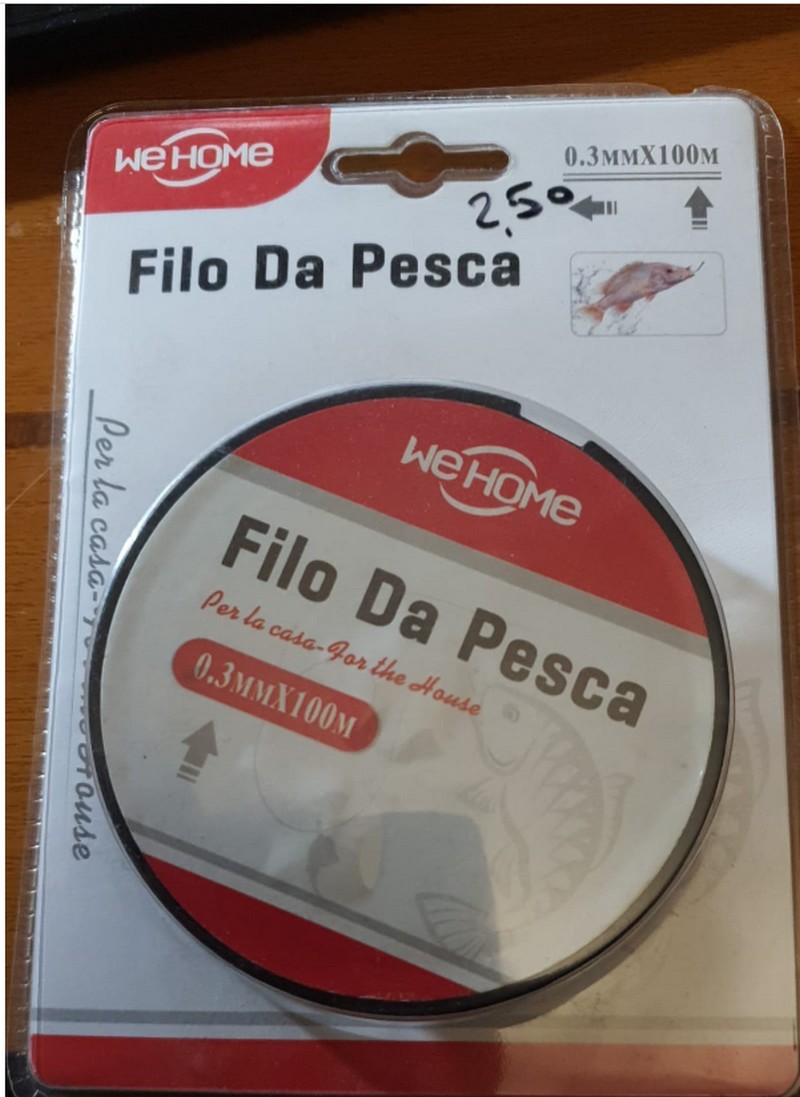 WeHOMe
0.3MMX100M
2,50
Filo Da Pesca
Per la casa-For the House
WeHOMe
Filo Da Pesca
Per la casa-For the House
0.3MMX100M